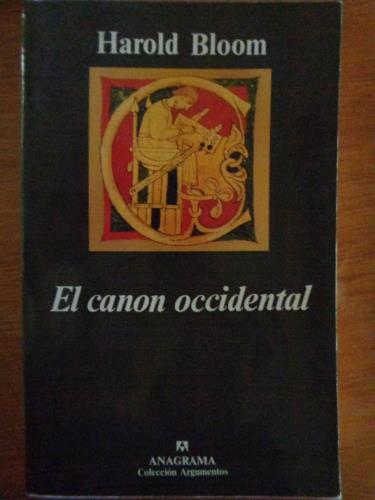 Harold Bloom
El canon occidental
ANAGRAMA
Colección Argumentos